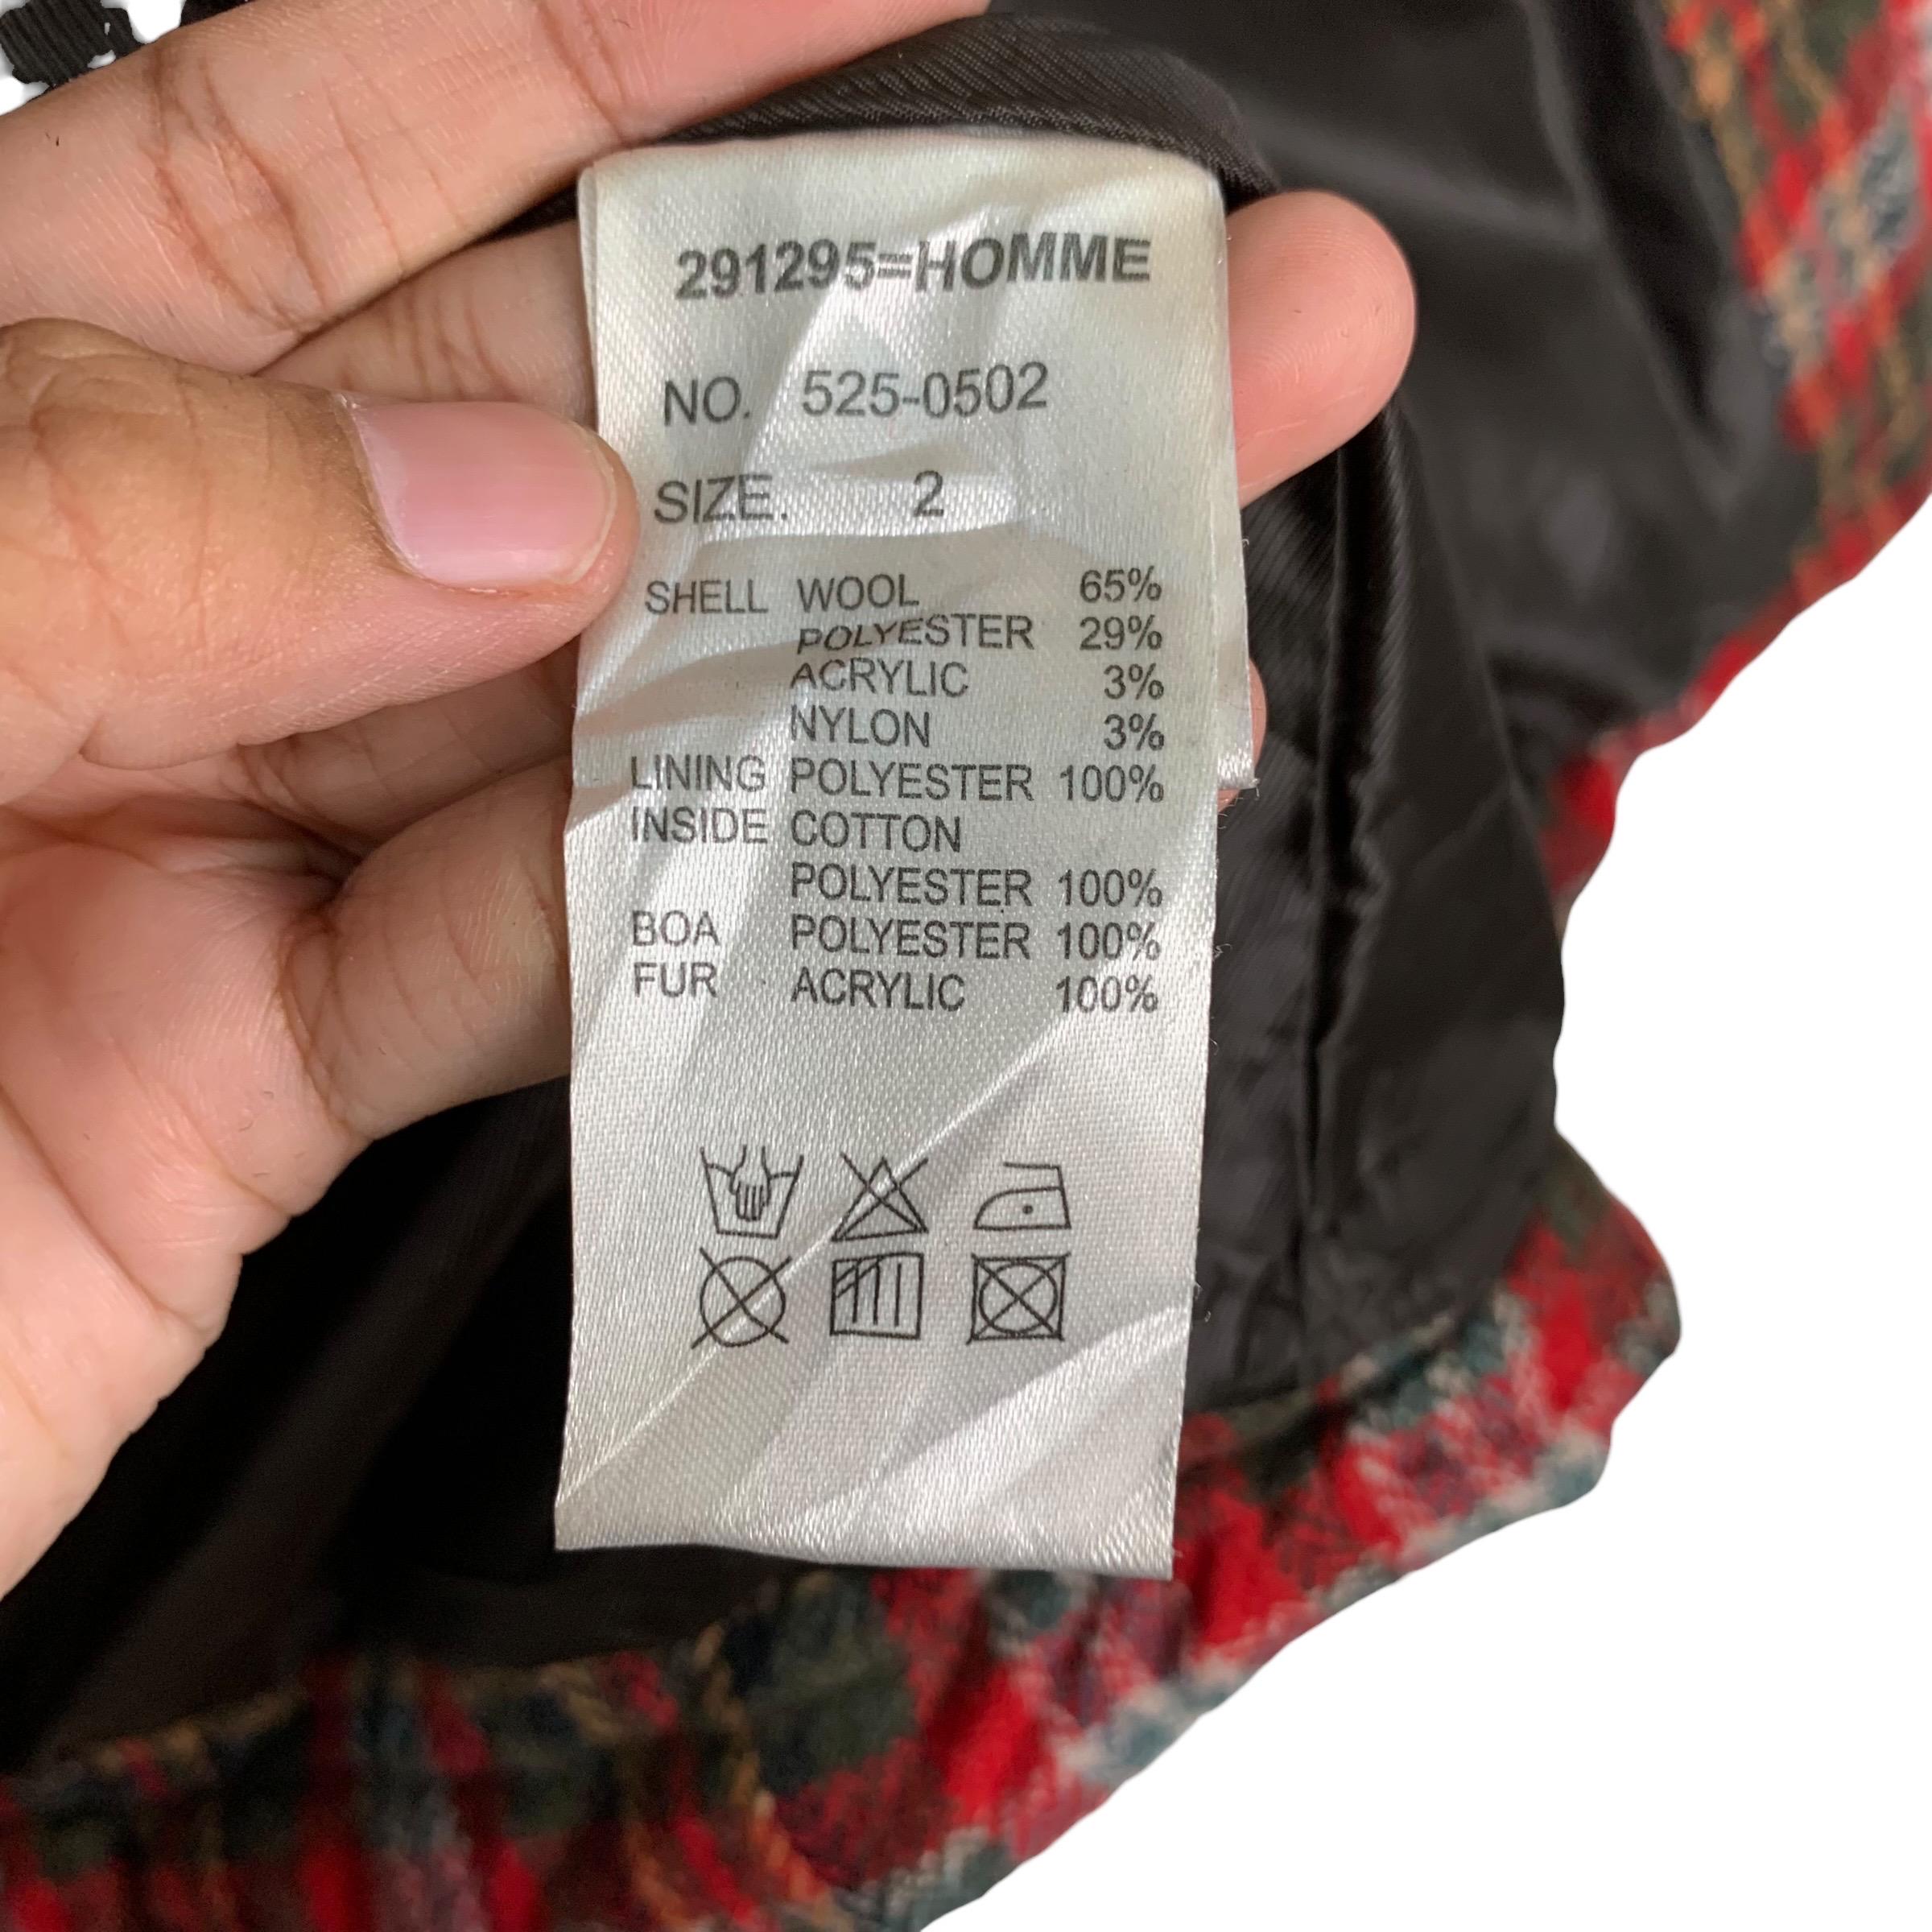 291295=HOMME
NO. 525-0502
SIZE. 2
SHELL WOOL 65%
POLYESTER 29%
ACRYLIC 3%
NYLON 3%
LINING POLYESTER 100%
INSIDE COTTON
POLYESTER 100%
BOA POLYESTER 100%
FUR ACRYLIC 100%